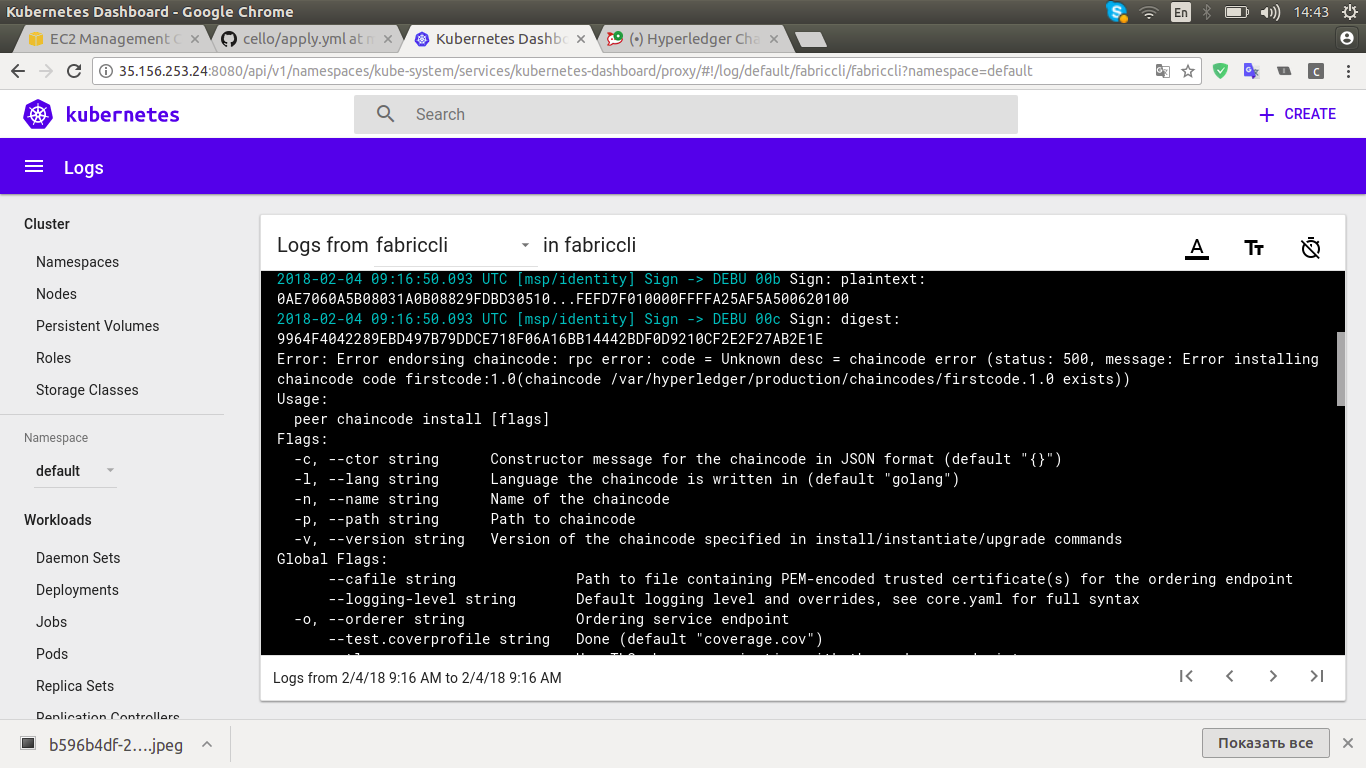 Kubernetes Dashboard - Google Chrome
En
14:43
EC2 Management C
cello/apply.yml at m
Kubernetes Dashbo
(•) Hyperledger Cha
35.156.253.24:8080/api/v1/namespaces/kube-system/services/kubernetes-dashboard/proxy/#!/log/default/fabriccli/fabriccli?namespace=default
kubernetes
Search
+ CREATE
Logs
Cluster
Namespaces
Nodes
Persistent Volumes
Roles
Storage Classes
Namespace
default
Workloads
Daemon Sets
Deployments
Jobs
Pods
Replica Sets
Replication Controllers
Logs from fabriccli in fabriccli
2018-02-04 09:16:50.093 UTC [msp/identity] Sign -> DEBU 00b Sign: plaintext:
0AE7060A5B08031A0B08829FDBD30510...FEFD7F010000FFFFA25AF5A500620100
2018-02-04 09:16:50.093 UTC [msp/identity] Sign -> DEBU 00c Sign: digest:
9964F4042289EBD497B79DDCE718F06A16BB14442BDF0D9210CF2E2F27AB2E1E
Error: Error endorsing chaincode: rpc error: code = Unknown desc = chaincode error (status: 500, message: Error installing
chaincode code firstcode:1.0(chaincode /var/hyperledger/production/chaincodes/firstcode.1.0 exists))
Usage:
peer chaincode install [flags]
Flags:
-c, --ctor string Constructor message for the chaincode in JSON format (default "{}")
-l, --lang string Language the chaincode is written in (default "golang")
-n, --name string Name of the chaincode
-p, --path string Path to chaincode
-v, --version string Version of the chaincode specified in install/instantiate/upgrade commands
Global Flags:
--cafile string Path to file containing PEM-encoded trusted certificate(s) for the ordering endpoint
--logging-level string Default logging level and overrides, see core.yaml for full syntax
-o, --orderer string Ordering service endpoint
--test.coverprofile string Done (default "coverage.cov")
Logs from 2/4/18 9:16 AM to 2/4/18 9:16 AM
b596b4df-2....jpeg
Показать все